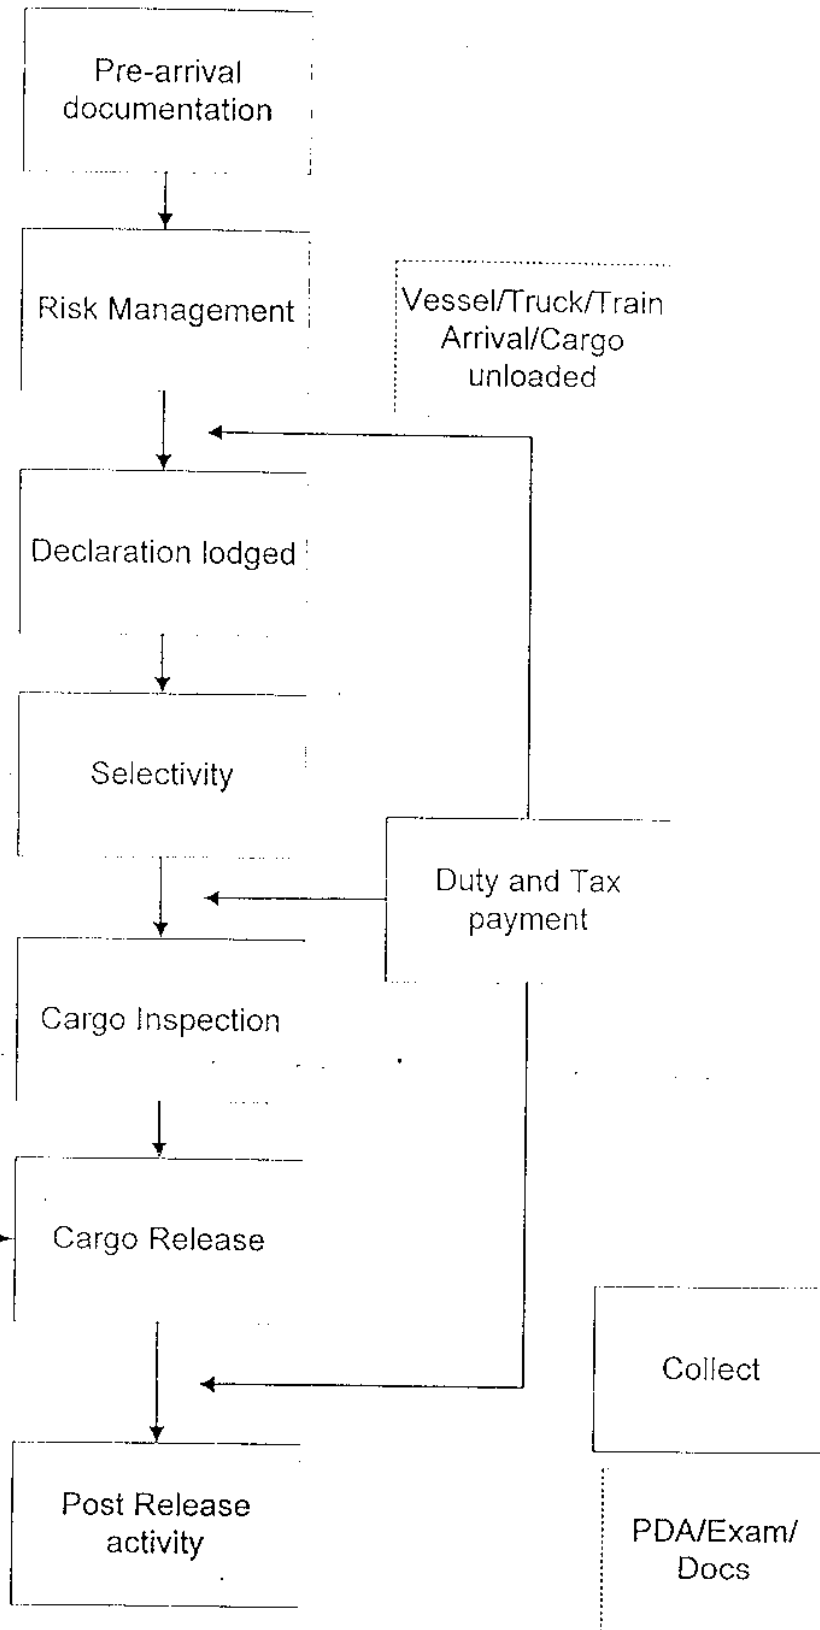 Pre-arrival
documentation
Risk Management
Vessel/Truck/Train
Arrival/Cargo
unloaded
Declaration lodged
Selectivity
Duty and Tax
payment
Cargo Inspection
Cargo Release
Collect
Post Release
activity
PDA/Exam/
Docs